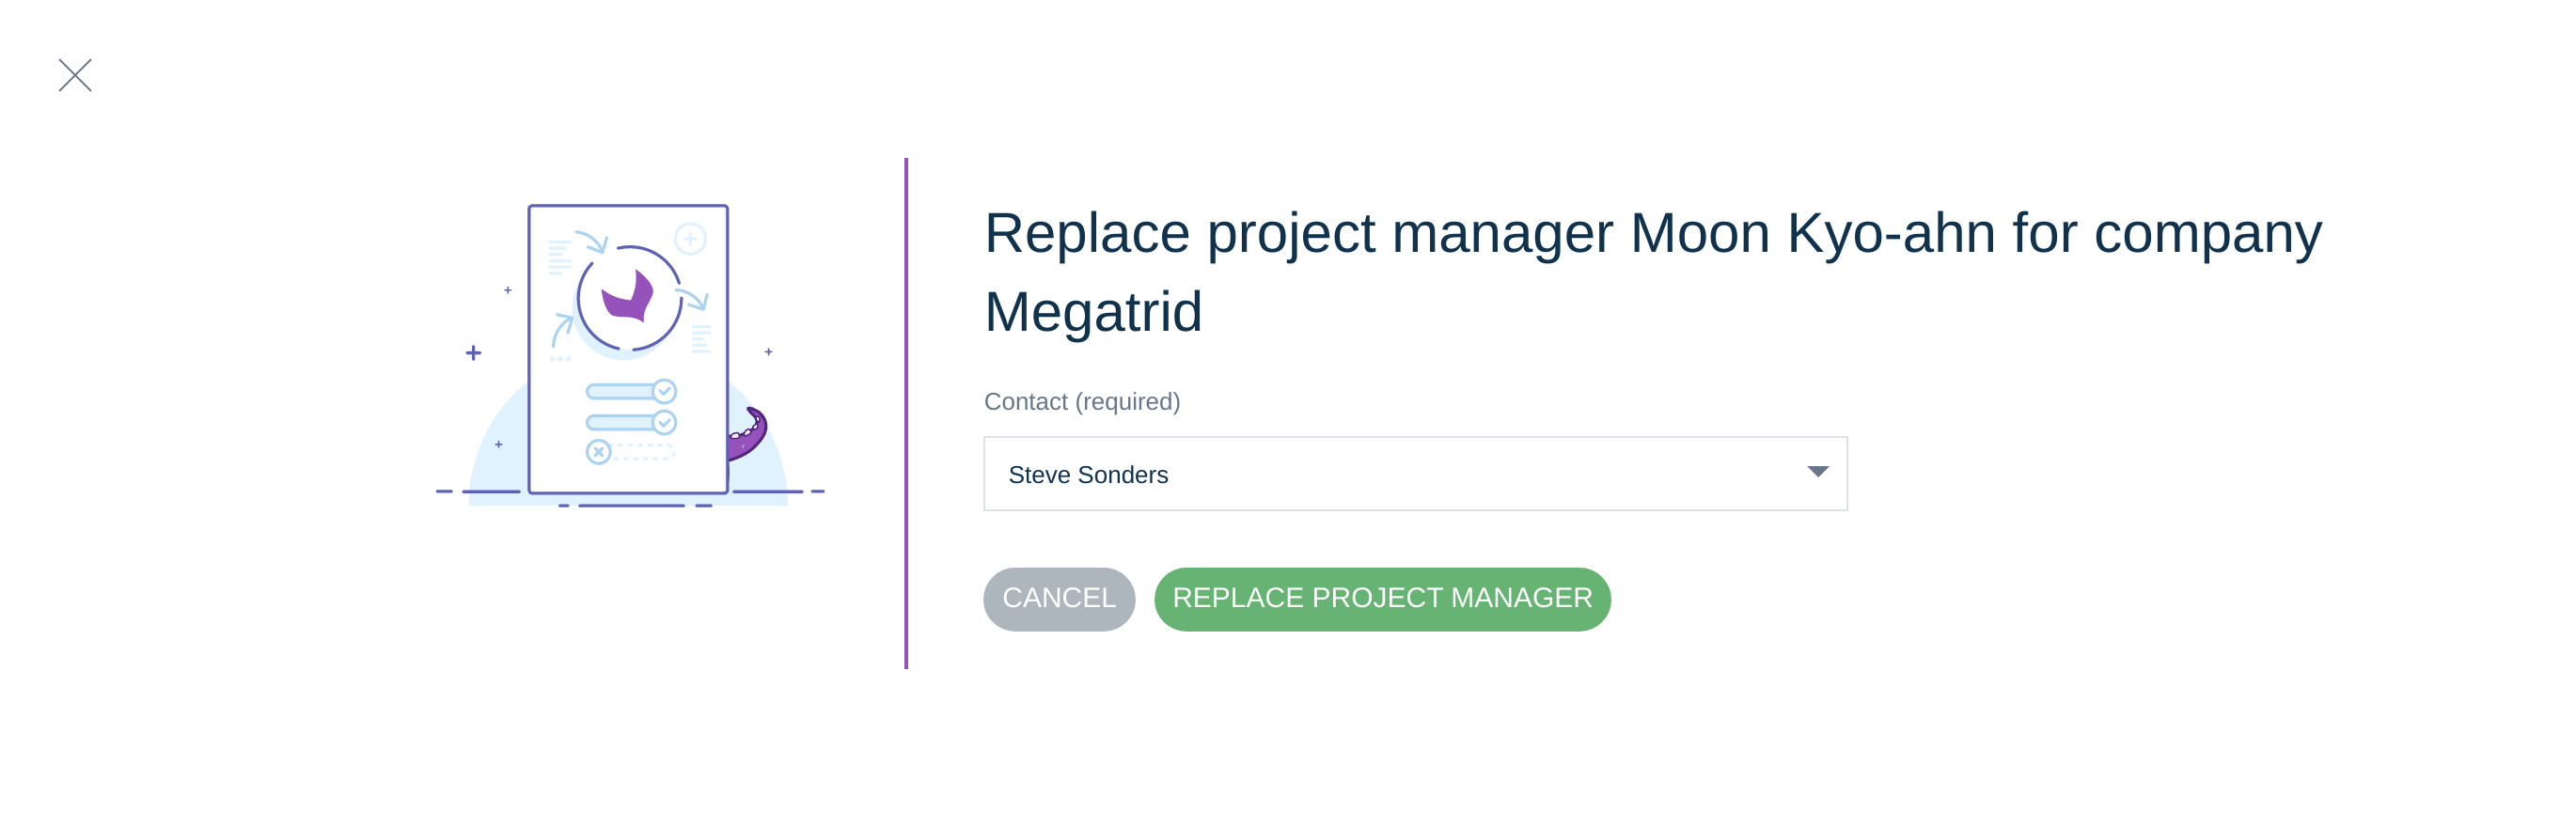 Replace project manager Moon Kyo-ahn for company
Megatrid
Contact (required)
Steve Sonders
CANCEL
REPLACE PROJECT MANAGER